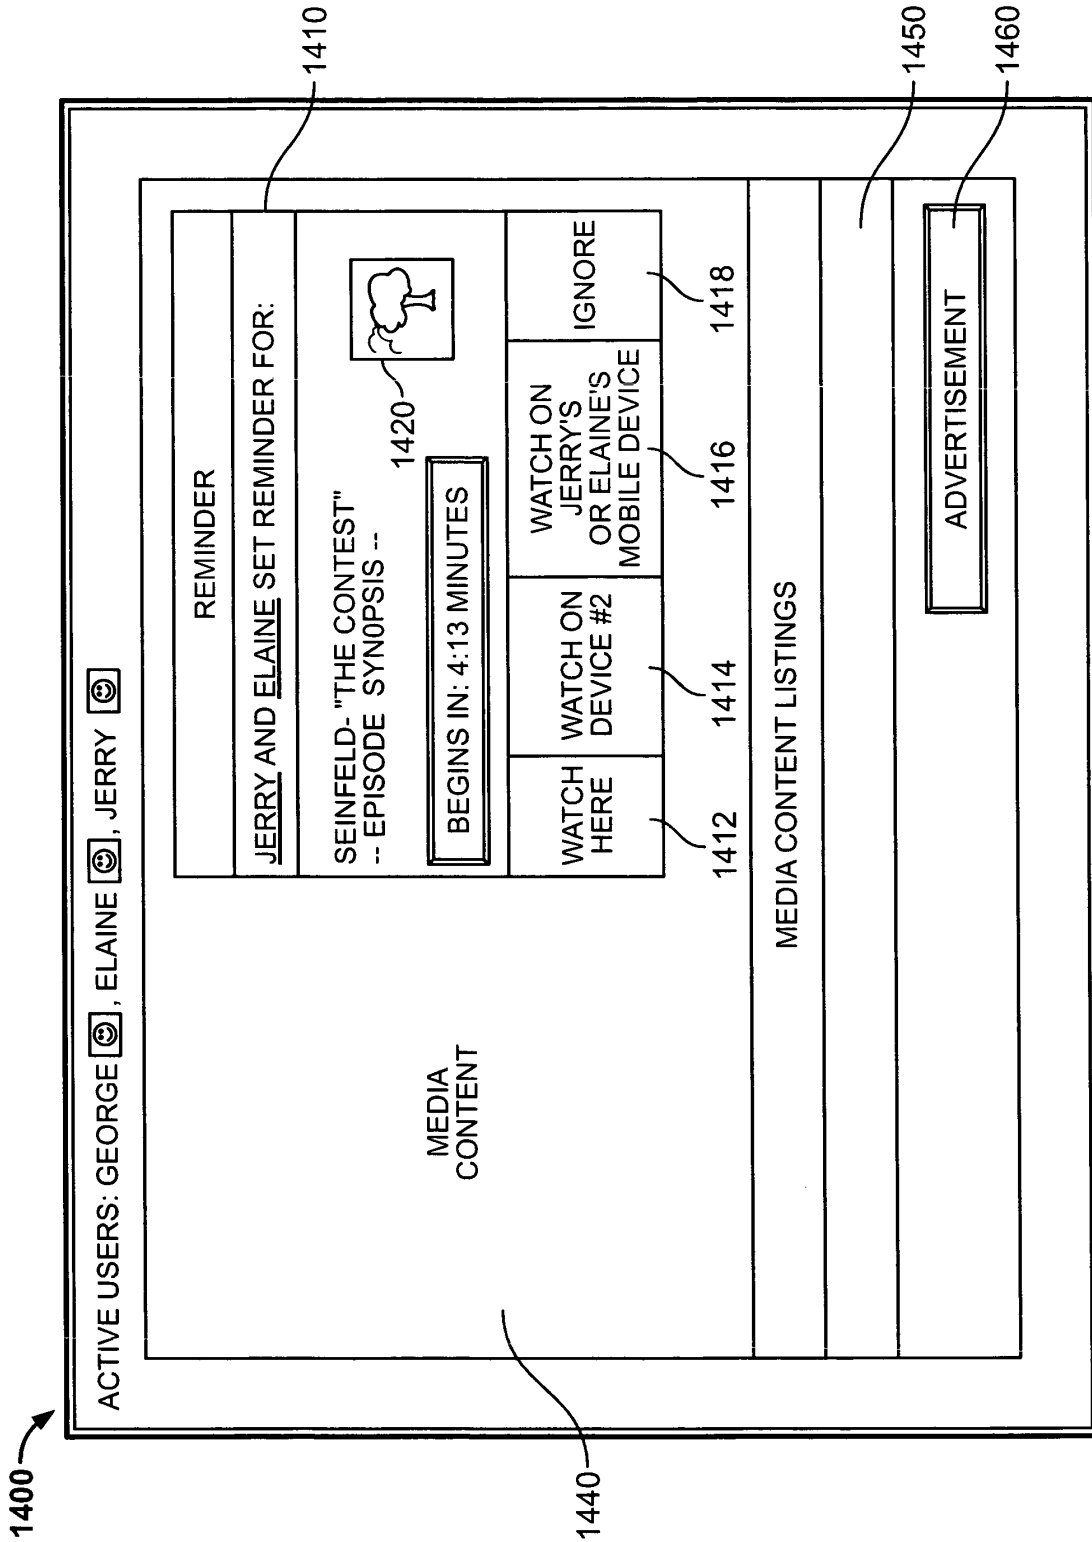 1400
ACTIVE USERS: GEORGE , ELAINE , JERRY
REMINDER
JERRY AND ELAINE SET REMINDER FOR:
1410
SEINFELD- "THE CONTEST"
-- EPISODE SYN0PSIS --
1420
BEGINS IN: 4:13 MINUTES
WATCH
HERE
WATCH ON
DEVICE #2
WATCH ON
JERRY'S
OR ELAINE'S
MOBILE DEVICE
IGNORE
1412
1414
1416
1418
MEDIA
CONTENT
1440
MEDIA CONTENT LISTINGS
1450
ADVERTISEMENT
1460